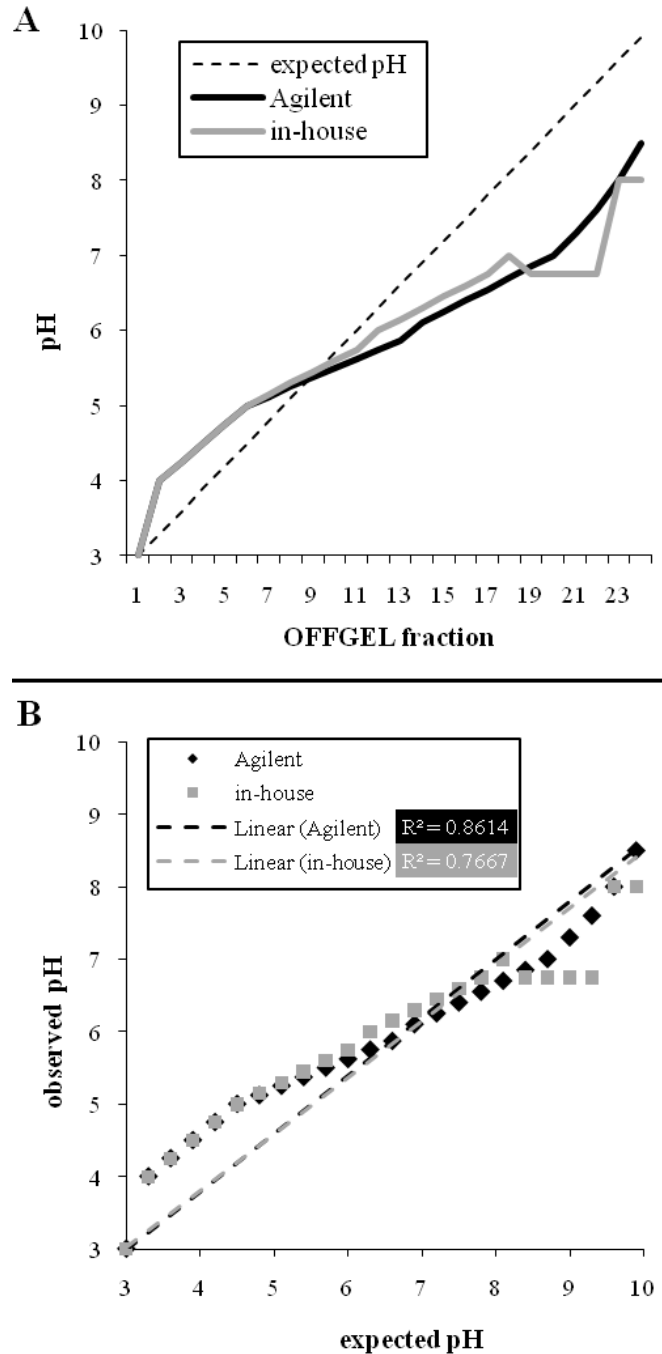 A
10
9
8
7
6
5
4
3
pH
expected pH
Agilent
in-house
1 3 5 7 9 11 13 15 17 19 21 23
OFFGEL fraction
B
10
9
8
7
6
5
4
3
observed pH
Agilent
in-house
Linear (Agilent) R² = 0.8614
Linear (in-house) R² = 0.7667
3 4 5 6 7 8 9 10
expected pH